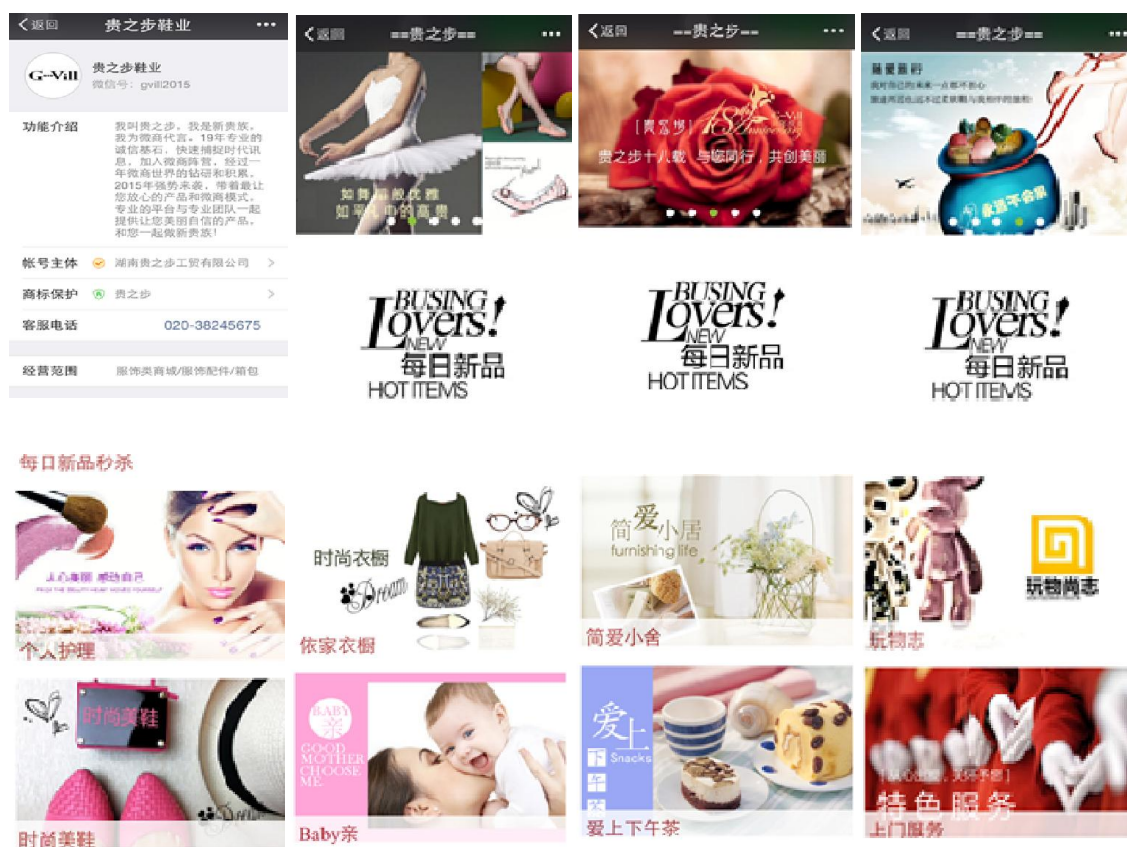 返回
贵之步鞋业
G-Vill
贵之步鞋业
微信号：gvill2015
功能介绍
我叫贵之步，我是新贵族，
我为微商代言。19年专业的
诚信基石，快速捕捉时代讯
息，加入微商阵营，经过一
年微商世界的钻研和积累，
2015年强势来袭，带着最让
您放心的产品和微商模式，
专业的平台与专业团队一起
提供让您美丽自信的产品，
和您一起做新贵族！
帐号主体
湖南贵之步工贸有限公司
商标保护
贵之步
客服电话
020-38245675
经营范围
服饰类商城/服饰配件/箱包
返回
==贵之步==
如舞蹈般优雅
BUSING
Lovers!
NEW
每日新品
HOT ITEMS
返回
==贵之步==
G-Vill
Anniversary
贵之步十八载 与您同行，共创美丽
BUSING
Lovers!
NEW
每日新品
HOT ITEMS
返回
==贵之步==
BUSING
Lovers!
NEW
每日新品
HOT ITEMS
每日新品秒杀
个人护理
时尚衣橱
Dream
依家衣橱
简爱小居
furnishing life
简爱小舍
玩物尚志
玩物志
时尚美鞋
时尚美鞋
BABY
亲
GOOD
MOTHER
CHOOSE
ME
Baby亲
爱上
Snacks
下
午
茶
爱上下午茶
特色服务
上门服务